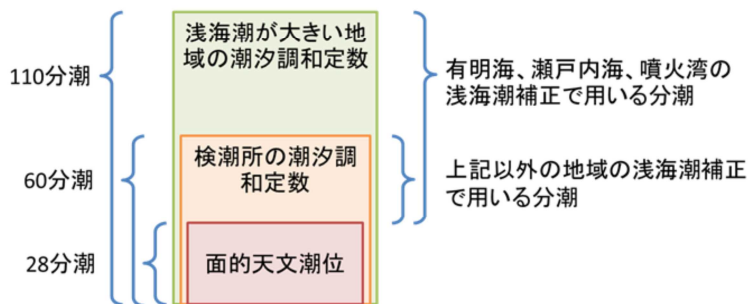 浅海潮が大きい地
域の潮汐調和定数
110分潮
有明海、瀬戸内海、噴火湾の
浅海潮補正で用いる分潮
検潮所の潮汐調
和定数
60分潮
上記以外の地域の浅海潮補正
で用いる分潮
28分潮
面的天文潮位